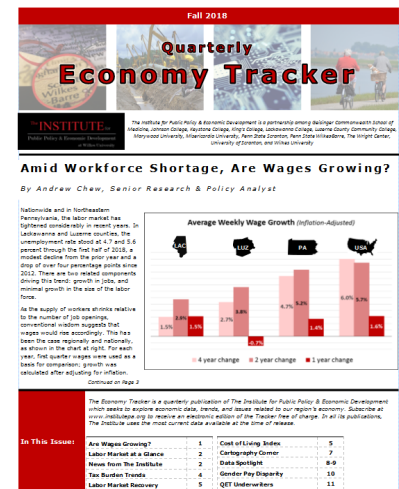 Fall 2018
Quarterly
Economy Tracker
The INSTITUTE for
Public Policy & Economic Development
at Wilkes University
The Institute for Public Policy & Economic Development is a partnership among Geisinger Commonwealth School of
Medicine, Johnson College, Keystone College, King's College, Lackawanna College, Luzerne County Community College,
Marywood University, Misericordia University, Penn State Scranton, Penn State Wilkes-Barre, The Wright Center,
University of Scranton, and Wilkes University
Amid Workforce Shortage, Are Wages Growing?
By Andrew Chew, Senior Research & Policy Analyst
Nationwide and in Northeastern
Pennsylvania, the labor market has
tightened considerably in recent years. In
Lackawanna and Luzerne counties, the
unemployment rate stood at 4.7 and 5.6
percent through the first half of 2018, a
modest decline from the prior year and a
drop of over four percentage points since
2012. There are two related components
driving this trend: growth in jobs, and
minimal growth in the size of the labor
force.
As the supply of workers shrinks relative
to the number of job openings,
conventional wisdom suggests that
wages would rise accordingly. This has
been the case regionally and nationally,
as shown in the chart at right. For each
year, first quarter wages were used as a
basis for comparison; growth was
calculated after adjusting for inflation.
Continued on Page 3
Average Weekly Wage Growth (Inflation-Adjusted)
LAC LUZ PA USA
1.5% 2.8% 1.5%
2.7% 3.8% -0.7%
4.7% 5.2% 1.4%
6.0% 5.7% 1.6%
4 year change 2 year change 1 year change
The Economy Tracker is a quarterly publication of The Institute for Public Policy & Economic Development
which seeks to explore economic data, trends, and issues related to our region's economy. Subscribe at
www.institutepa.org to receive an electronic edition of the Tracker free of charge. In all its publications,
The Institute uses the most current data available at the time of release.
In This Issue:
Are Wages Growing? 1
Labor Market at a Glance 2
News from The Institute 2
Tax Burden Trends 4
Labor Market Recovery 5
Cost of Living Index 5
Cartography Corner 7
Data Spotlight 8-9
Gender Pay Disparity 10
QET Underwriters 11